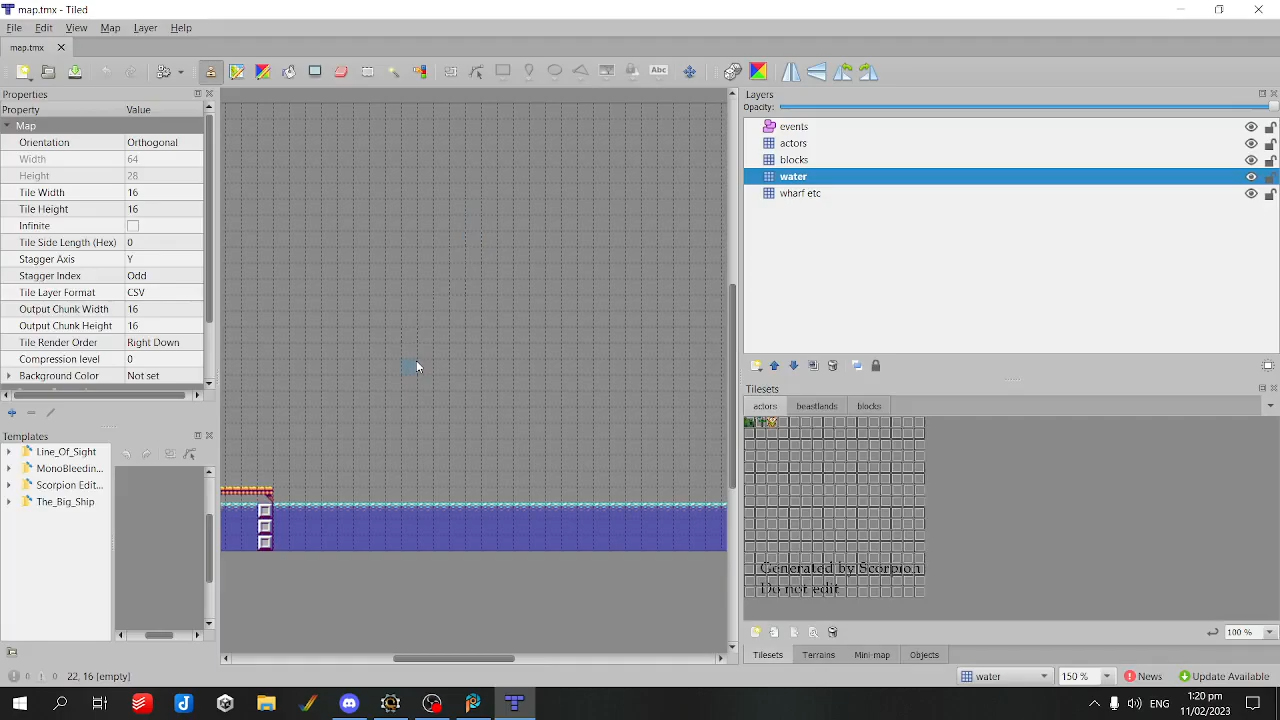 map.tmx - Tiled
File Edit View Map Layer Help
map.tmx
Abc
Properties
Property Value
Map
Orientation Orthogonal
Width 64
Height 28
Tile Width 16
Tile Height 16
Infinite
Tile Side Length (Hex) 0
Stagger Axis Y
Stagger Index Odd
Tile Layer Format CSV
Output Chunk Width 16
Output Chunk Height 16
Tile Render Order Right Down
Compression level 0
Background Color Not set
Templates
Line_Of_Sight
MonoBleedin...
Scorpion Edit...
The_Big_Ship
Layers
Opacity:
events
actors
blocks
water
wharf etc
Tilesets
actors beastlands blocks
Generated by Scorpion
Do not edit
100 %
Tilesets Terrains Mini-map Objects
0 0 22, 16 [empty]
water 150 % News Update Available
ENG 1:20 pm
11/02/2023